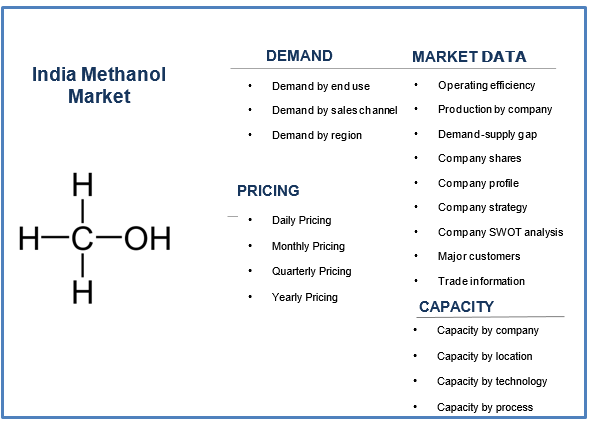 India Methanol
Market
H
H—C—OH
H
DEMAND
• Demand by end use
• Demand by sales channel
• Demand by region
PRICING
• Daily Pricing
• Monthly Pricing
• Quarterly Pricing
• Yearly Pricing
MARKET DATA
• Operating efficiency
• Production by company
• Demand-supply gap
• Company shares
• Company profile
• Company strategy
• Company SWOT analysis
• Major customers
• Trade information
CAPACITY
• Capacity by company
• Capacity by location
• Capacity by technology
• Capacity by process